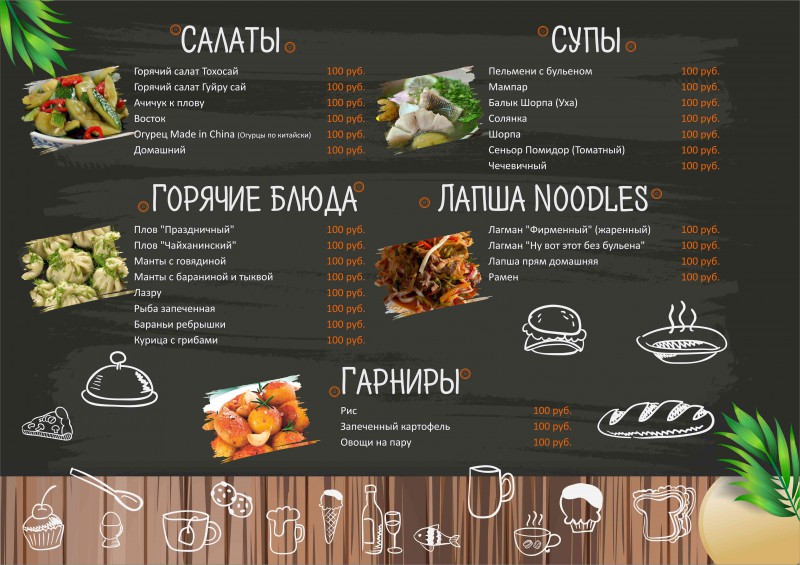 САЛАТЫ
Горячий салат Тохосай 100 руб.
Горячий салат Гуйру сай 100 руб.
Ачичук к плову 100 руб.
Восток 100 руб.
Огурец Made in China (Огурцы по китайски) 100 руб.
Домашний 100 руб.
СУПЫ
Пельмени с бульеном 100 руб.
Мампар 100 руб.
Балык Шорпа (Уха) 100 руб.
Солянка 100 руб.
Шорпа 100 руб.
Сеньор Помидор (Томатный) 100 руб.
Чечевичный 100 руб.
ГОРЯЧИЕ БЛЮДА
Плов "Праздничный" 100 руб.
Плов "Чайханинский" 100 руб.
Манты с говядиной 100 руб.
Манты с бараниной и тыквой 100 руб.
Лазру 100 руб.
Рыба запеченная 100 руб.
Бараньи ребрышки 100 руб.
Курица с грибами 100 руб.
ЛАПША NOODLES
Лагман "Фирменный" (жаренный) 100 руб.
Лагман "Ну вот этот без бульена" 100 руб.
Лапша прям домашняя 100 руб.
Рамен 100 руб.
ГАРНИРЫ
Рис 100 руб.
Запеченный картофель 100 руб.
Овощи на пару 100 руб.